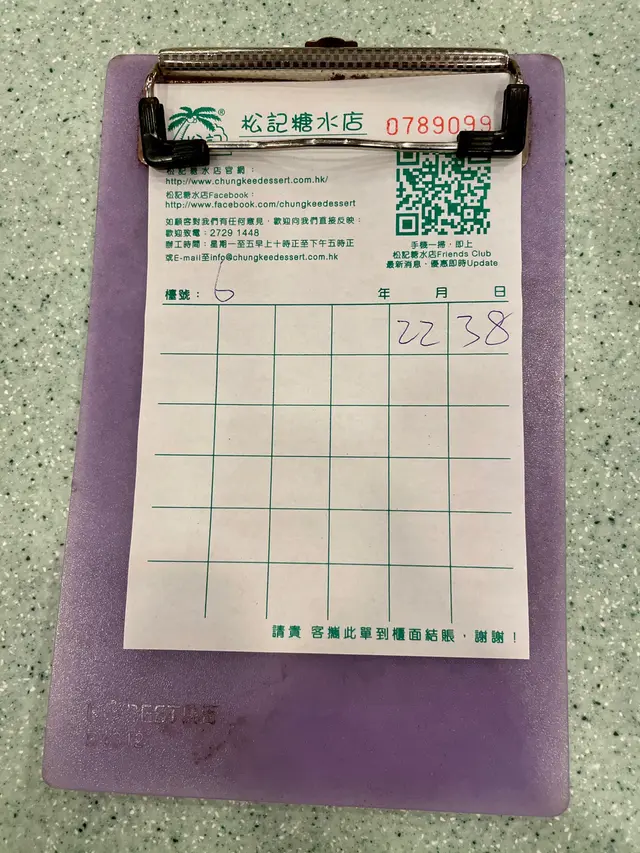 松記糖水店 0789099
松記糖水店官網：
http://www.chungkeedessert.com.hk/
松記糖水店Facebook：
http://www.facebook.com/chungkeedessert
如顧客對我們有任何意見，歡迎向我們直接反映：
歡迎致電：2729 1448
辦工時間：星期一至五早上十時正至下午五時正
或E-mail至info@chungkeedessert.com.hk
手機一掃，即上
松記糖水店Friends Club
最新消息，優惠即時Update
檯號：6 年 月 日
22 38
請貴 客攜此單到櫃面結賬，謝謝！